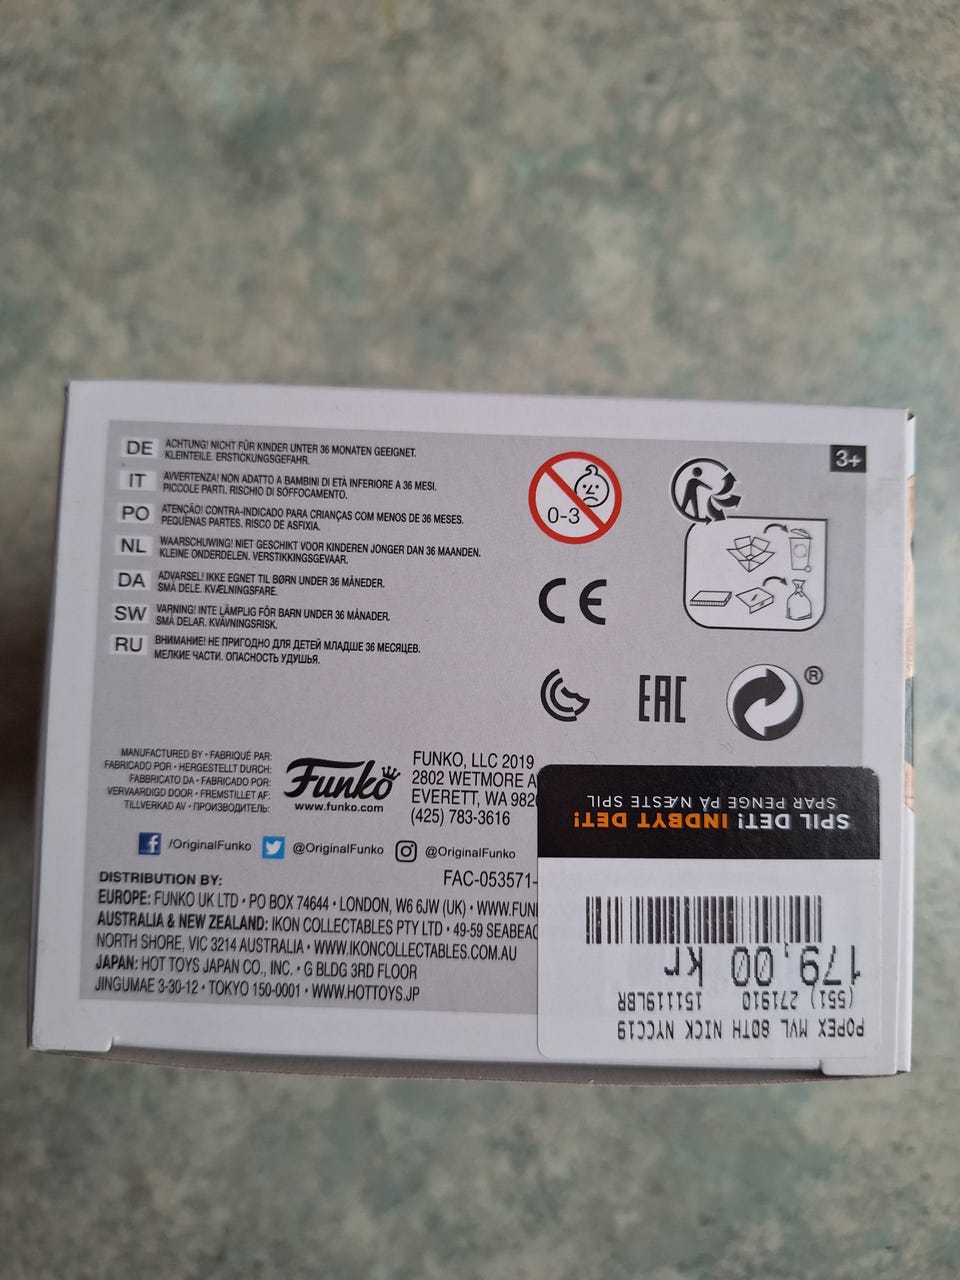 DE ACHTUNG! NICHT FÜR KINDER UNTER 36 MONATEN GEEIGNET.
KLEINTEILE. ERSTICKUNGSGEFAHR.
IT AVVERTENZA! NON ADATTO A BAMBINI DI ETÀ INFERIORE A 36 MESI.
PICCOLE PARTI. RISCHIO DI SOFFOCAMENTO.
PO ATENÇÃO! CONTRA-INDICADO PARA CRIANÇAS COM MENOS DE 36 MESES.
PEQUENAS PARTES. RISCO DE ASFIXIA.
NL WAARSCHUWING! NIET GESCHIKT VOOR KINDEREN JONGER DAN 36 MAANDEN.
KLEINE ONDERDELEN. VERSTIKKINGSGEVAAR.
DA ADVARSEL! IKKE EGNET TIL BØRN UNDER 36 MÅNEDER.
SMÅ DELE. KVÆLNINGSFARE.
SW VARNING! INTE LÄMPLIG FÖR BARN UNDER 36 MÅNADER.
SMÅ DELAR. KVÄVNINGSRISK.
RU ВНИМАНИЕ! НЕ ПРИГОДНО ДЛЯ ДЕТЕЙ МЛАДШЕ 36 МЕСЯЦЕВ.
МЕЛКИЕ ЧАСТИ. ОПАСНОСТЬ УДУШЬЯ.
0-3
3+
CE
EAC
®
MANUFACTURED BY • FABRIQUÉ PAR:
FABRICADO POR • HERGESTELLT DURCH:
FABBRICATO DA • FABRICADO POR:
VERVAARDIGD DOOR • FREMSTILLET AF:
TILLVERKAD AV • ПРОИЗВОДИТЕЛЬ:
Funko
www.funko.com
FUNKO, LLC 2019
2802 WETMORE A
EVERETT, WA 9820
(425) 783-3616
/OriginalFunko @OriginalFunko @OriginalFunko
FAC-053571-
DISTRIBUTION BY:
EUROPE: FUNKO UK LTD • PO BOX 74644 • LONDON, W6 6JW (UK) • WWW.FUN
AUSTRALIA & NEW ZEALAND: IKON COLLECTABLES PTY LTD • 49-59 SEABEAC
NORTH SHORE, VIC 3214 AUSTRALIA • WWW.IKONCOLLECTABLES.COM.AU
JAPAN: HOT TOYS JAPAN CO., INC. • G BLDG 3RD FLOOR
JINGUMAE 3-30-12 • TOKYO 150-0001 • WWW.HOTTOYS.JP
POPEX MVL 80TH NICK NYCC19
(551) 271910 151119LBR
179,00 kr
SPIL DET! INDBYT DET!
SPAR PENGE PÅ NÆSTE SPIL